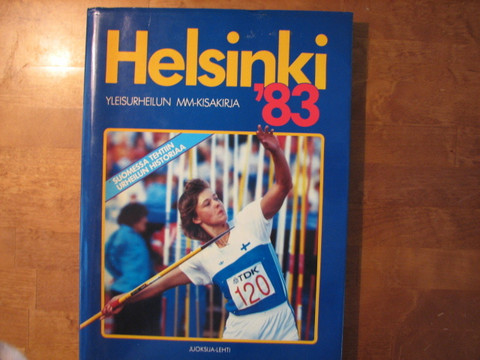 Helsinki
'83
YLEISURHEILUN MM-KISAKIRJA
SUOMESSA TEHTIIN
URHEILUN HISTORIAA
TDK
120
JUOKSIJA-LEHTI